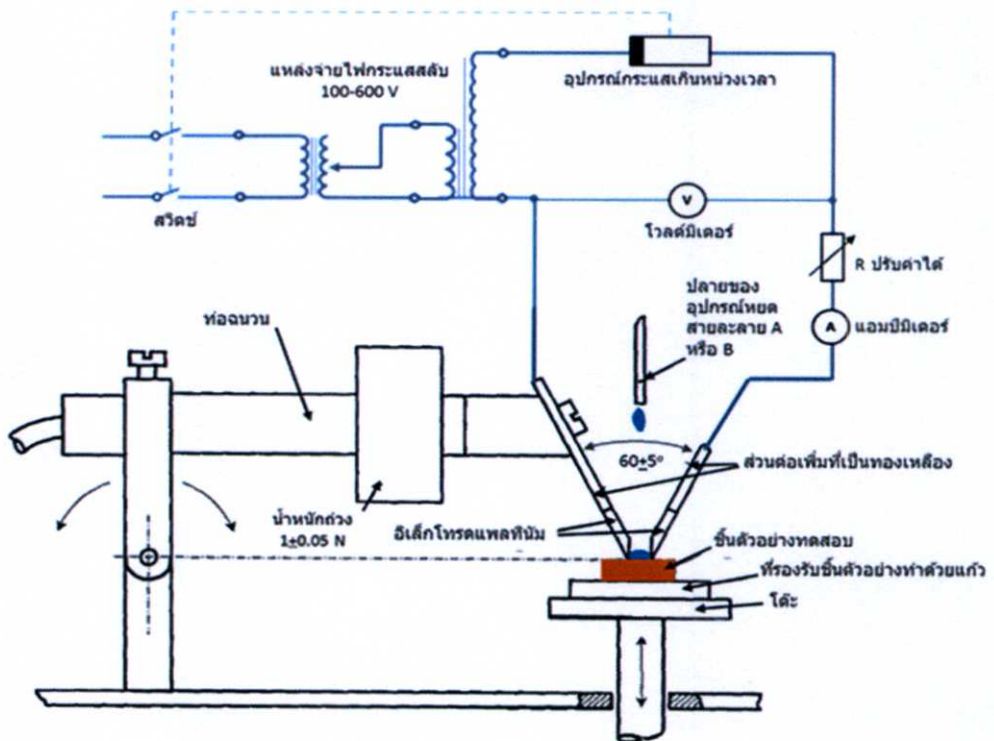 แหล่งจ่ายไฟกระแสสลับ
100-600 V
อุปกรณ์กระแสเกินหน่วงเวลา
สวิตช์
V
โวลต์มิเตอร์
R ปรับค่าได้
A
แอมป์มิเตอร์
ปลายของ
อุปกรณ์หยด
สายละลาย A
หรือ B
ท่อฉนวน
60±5°
ส่วนต่อเพิ่มที่เป็นทองเหลือง
น้ำหนักถ่วง
1±0.05 N
อิเล็กโทรดแพลทินัม
ชิ้นตัวอย่างทดสอบ
ที่รองรับชิ้นตัวอย่างทำด้วยแก้ว
โต๊ะ